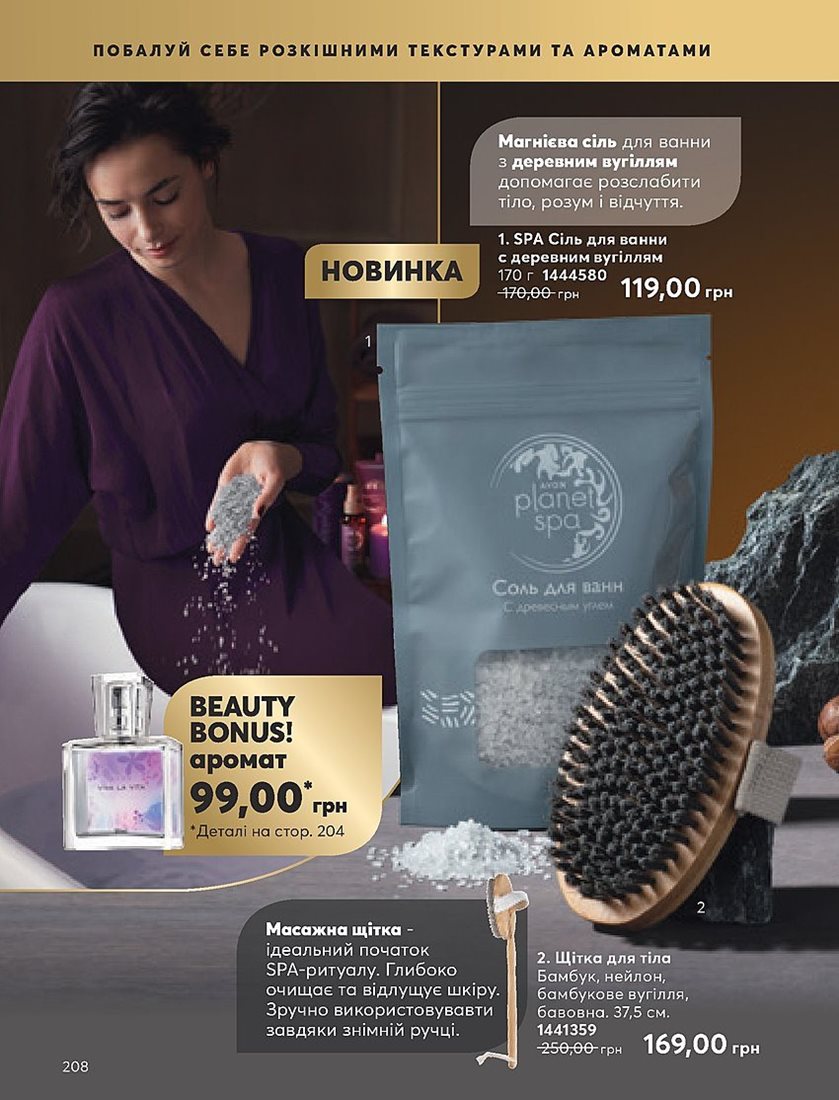 ПОБАЛУЙ СЕБЕ РОЗКІШНИМИ ТЕКСТУРАМИ ТА АРОМАТАМИ
Магнієва сіль для ванни
з деревним вугіллям
допомагає розслабити
тіло, розум і відчуття.
1. SPA Сіль для ванни
с деревним вугіллям
170 г 1444580
170,00 грн 119,00 грн
НОВИНКА
1
AVON
planet
spa
Соль для ванн
С древесным углем
BEAUTY
BONUS!
аромат
99,00* грн
*Деталі на стор. 204
VIVA LA VITA
2
Масажна щітка –
ідеальний початок
SPA-ритуалу. Глибоко
очищає та відлущує шкіру.
Зручно використовувати
завдяки знімній ручці.
2. Щітка для тіла
Бамбук, нейлон,
бамбукове вугілля,
бавовна. 37,5 см.
1441359
250,00 грн 169,00 грн
208